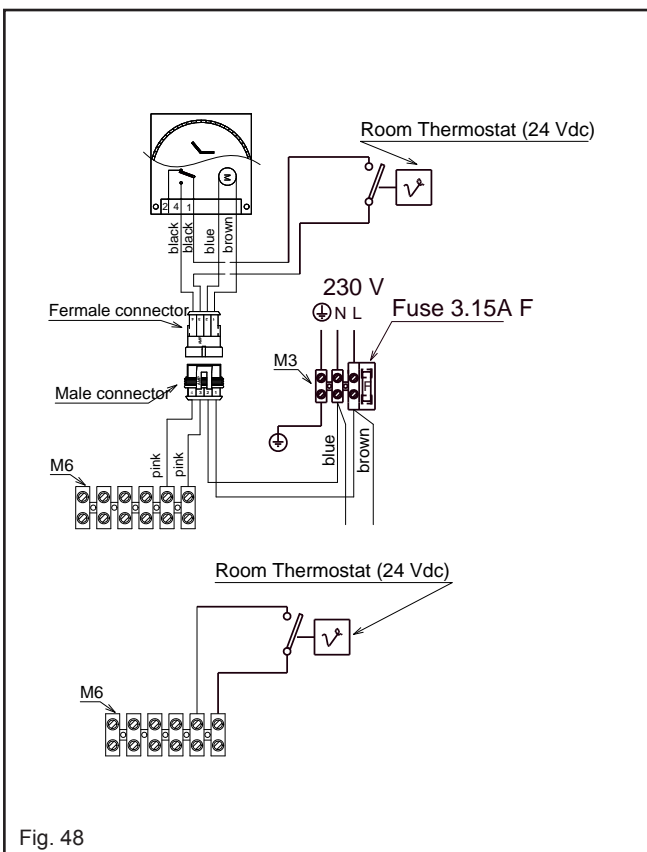 Room Thermostat (24 Vdc)
M
2 4 1
black
black
blue
brown
230 V
Fermale connector
N L
Fuse 3.15A F
M3
Male connector
blue
brown
pink
pink
M6
Room Thermostat (24 Vdc)
M6
Fig. 48